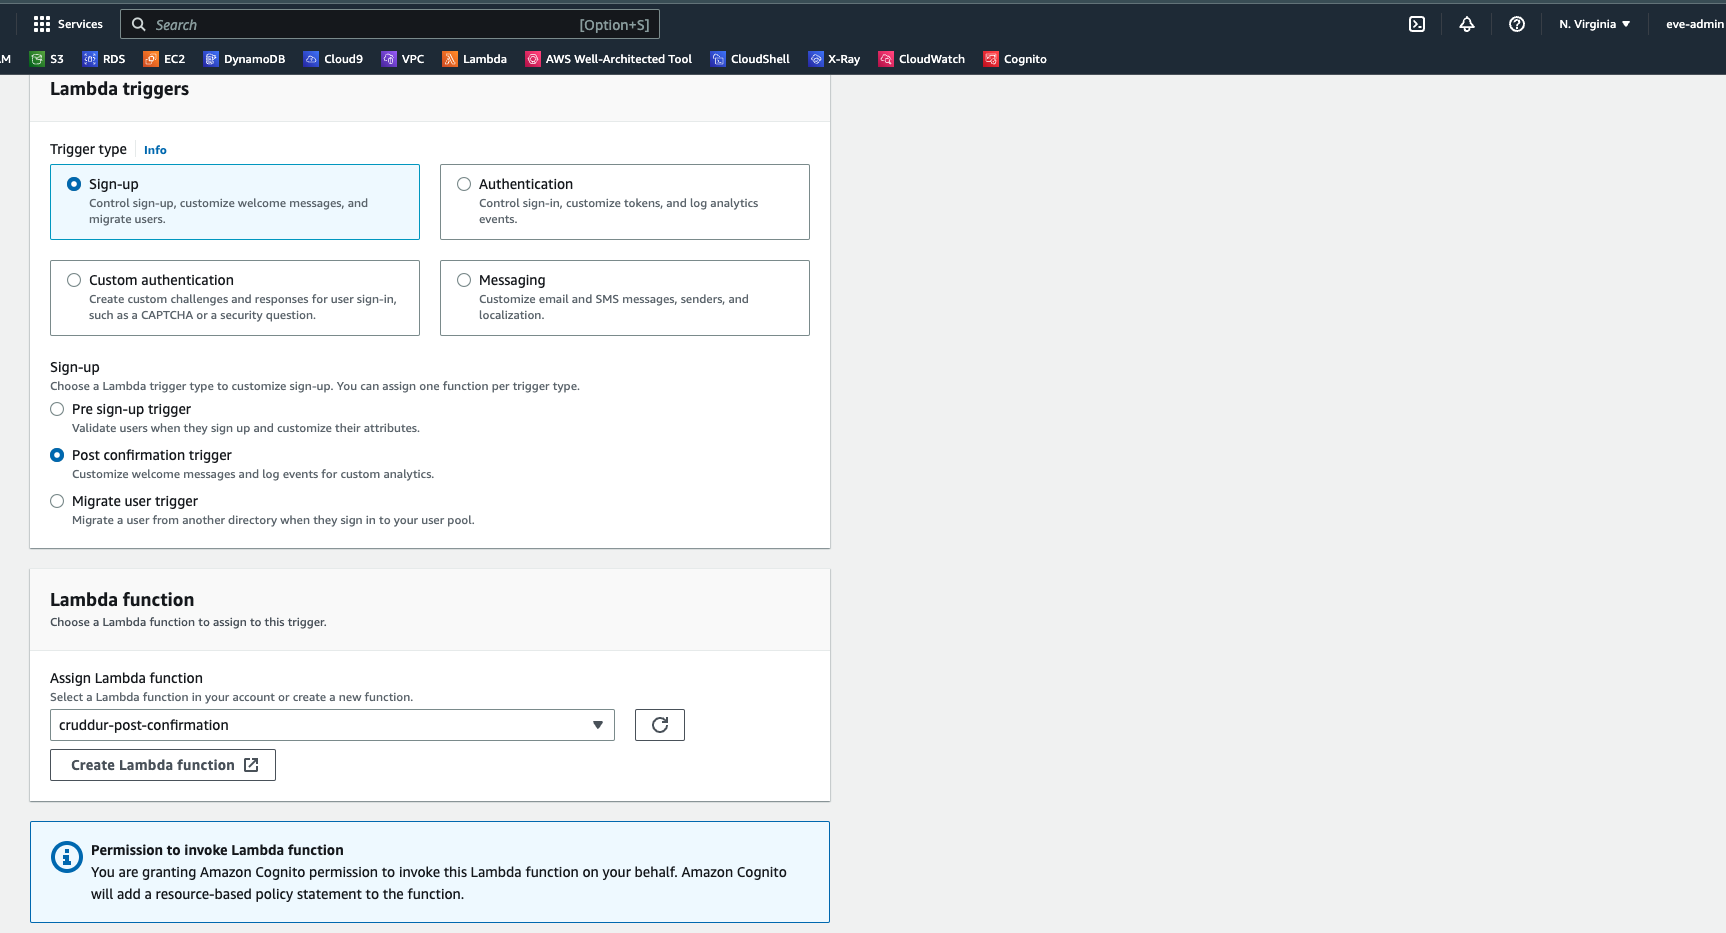 Services
Search [Option+S]
N. Virginia
eve-admin
M S3 RDS EC2 DynamoDB Cloud9 VPC Lambda AWS Well-Architected Tool CloudShell X-Ray CloudWatch Cognito
Lambda triggers
Trigger type Info
Sign-up
Control sign-up, customize welcome messages, and
migrate users.
Authentication
Control sign-in, customize tokens, and log analytics
events.
Custom authentication
Create custom challenges and responses for user sign-in,
such as a CAPTCHA or a security question.
Messaging
Customize email and SMS messages, senders, and
localization.
Sign-up
Choose a Lambda trigger type to customize sign-up. You can assign one function per trigger type.
Pre sign-up trigger
Validate users when they sign up and customize their attributes.
Post confirmation trigger
Customize welcome messages and log events for custom analytics.
Migrate user trigger
Migrate a user from another directory when they sign in to your user pool.
Lambda function
Choose a Lambda function to assign to this trigger.
Assign Lambda function
Select a Lambda function in your account or create a new function.
cruddur-post-confirmation
Create Lambda function
Permission to invoke Lambda function
You are granting Amazon Cognito permission to invoke this Lambda function on your behalf. Amazon Cognito
will add a resource-based policy statement to the function.